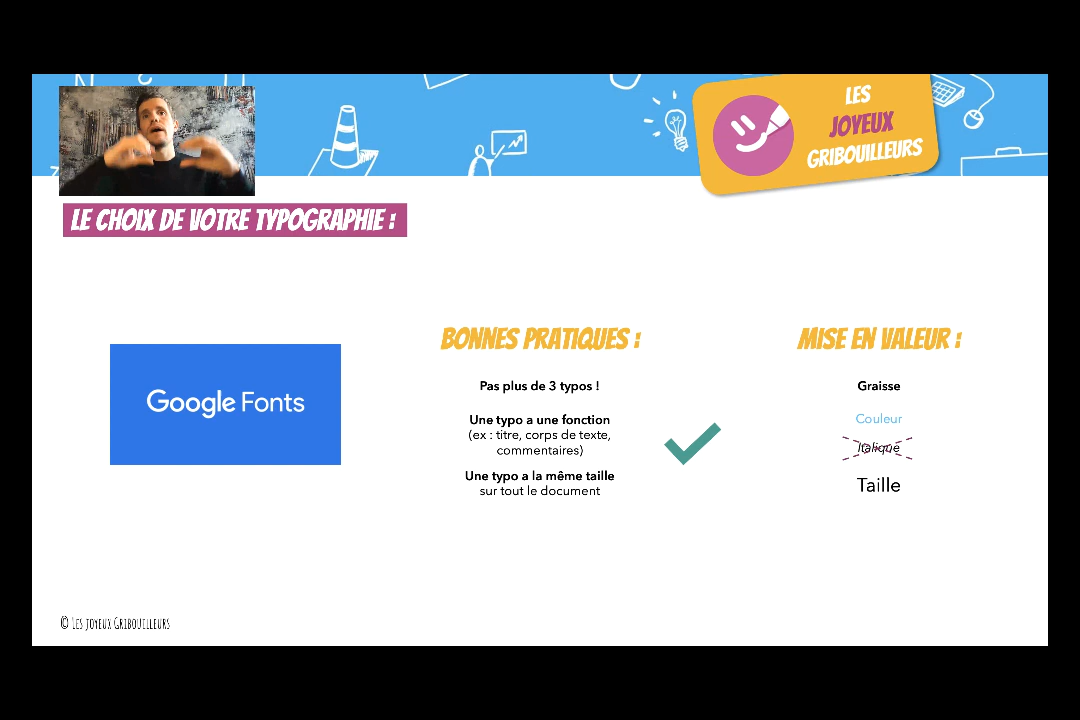 LES
JOYEUX
GRIBOUILLEURS
LE CHOIX DE VOTRE TYPOGRAPHIE :
Google Fonts
BONNES PRATIQUES :
Pas plus de 3 typos !
Une typo a une fonction
(ex : titre, corps de texte,
commentaires)
Une typo a la même taille
sur tout le document
MISE EN VALEUR :
Graisse
Couleur
Italique
Taille
© Les joyeux Gribouilleurs